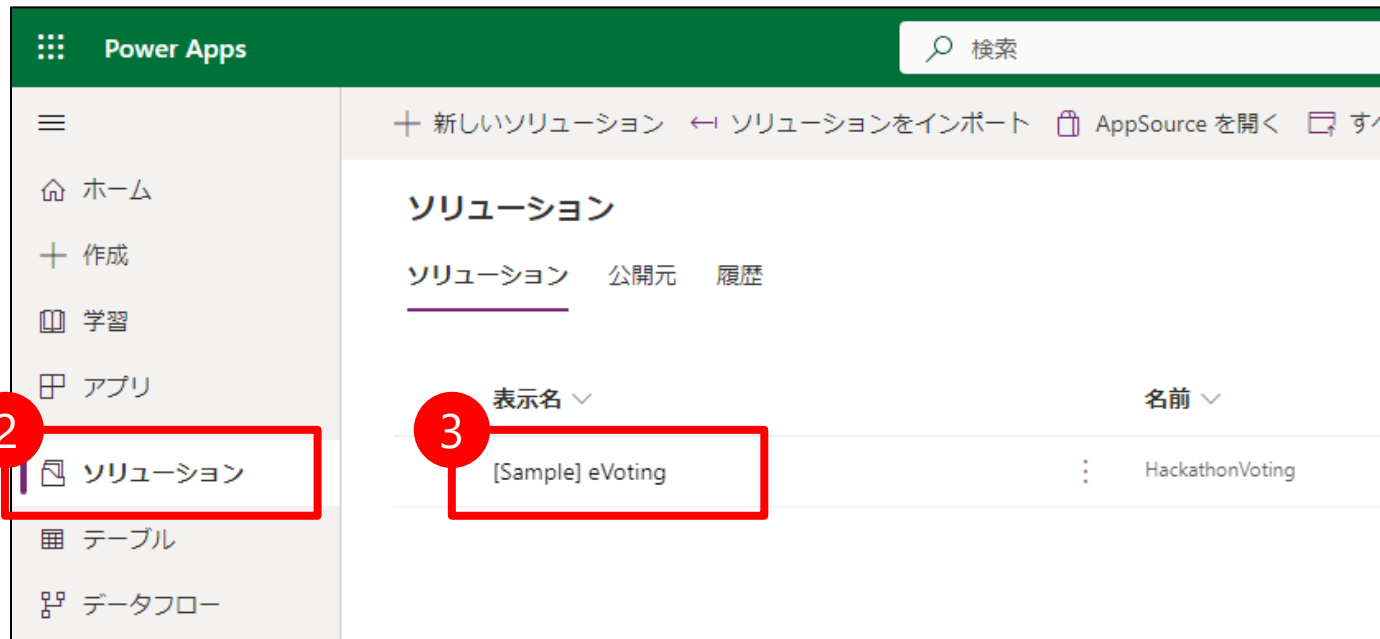 Power Apps
検索
+ 新しいソリューション ソリューションをインポート AppSource を開く すべ
ホーム
作成
学習
アプリ
2
ソリューション
テーブル
データフロー
ソリューション
ソリューション 公開元 履歴
表示名 名前
3
[Sample] eVoting HackathonVoting